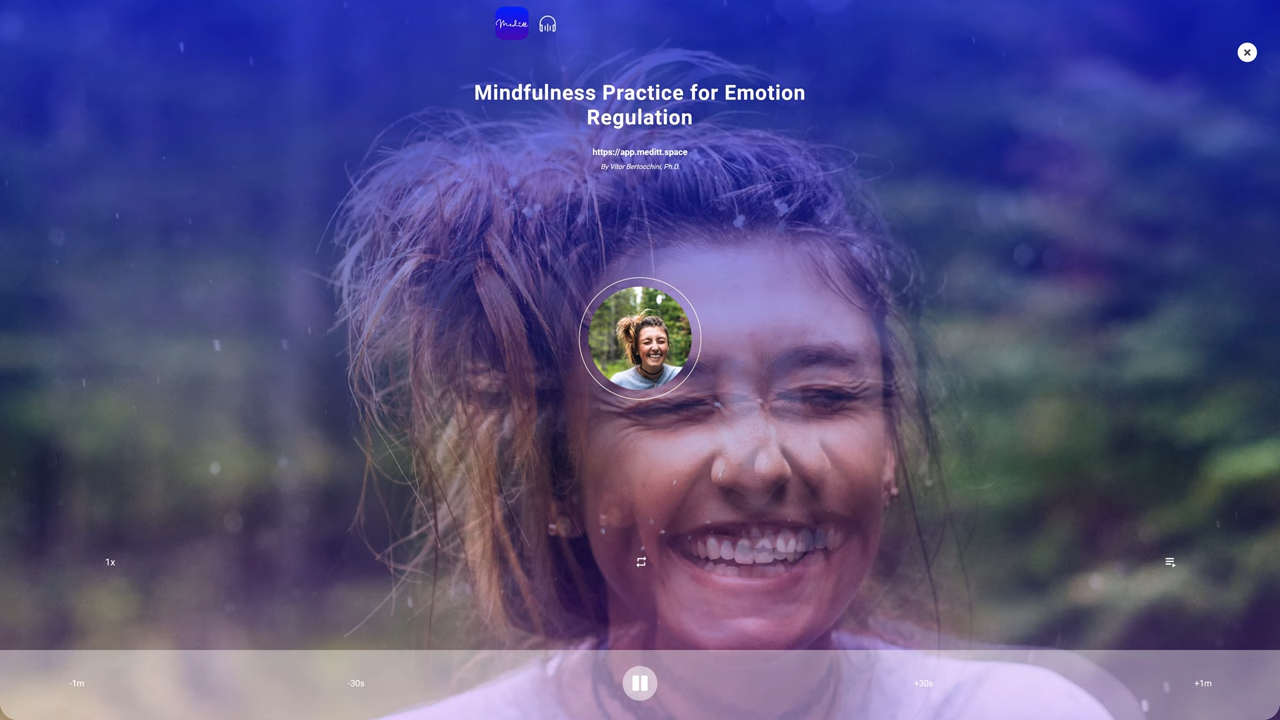 Meditt
Mindfulness Practice for Emotion
Regulation
https://app.meditt.space
By Vitor Bertocchini, Ph.D.
1x
-1m
-30s
+30s
+1m